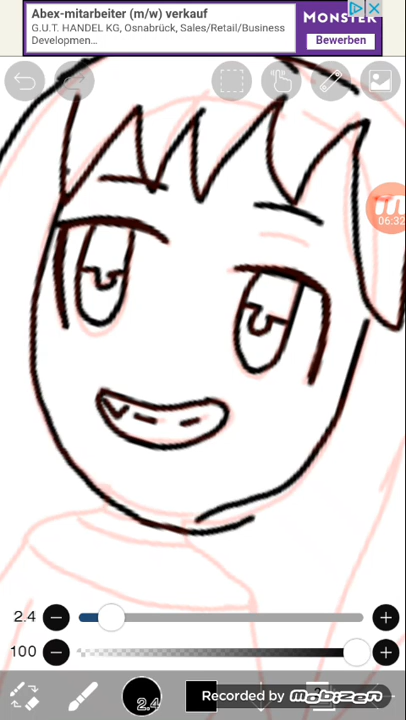 Abex-mitarbeiter (m/w) verkauf
G.U.T. HANDEL KG, Osnabrück, Sales/Retail/Business
Developmen...
MONSTER
Bewerben
06:32
2.4
100
2.4
Recorded by MOBIZEN